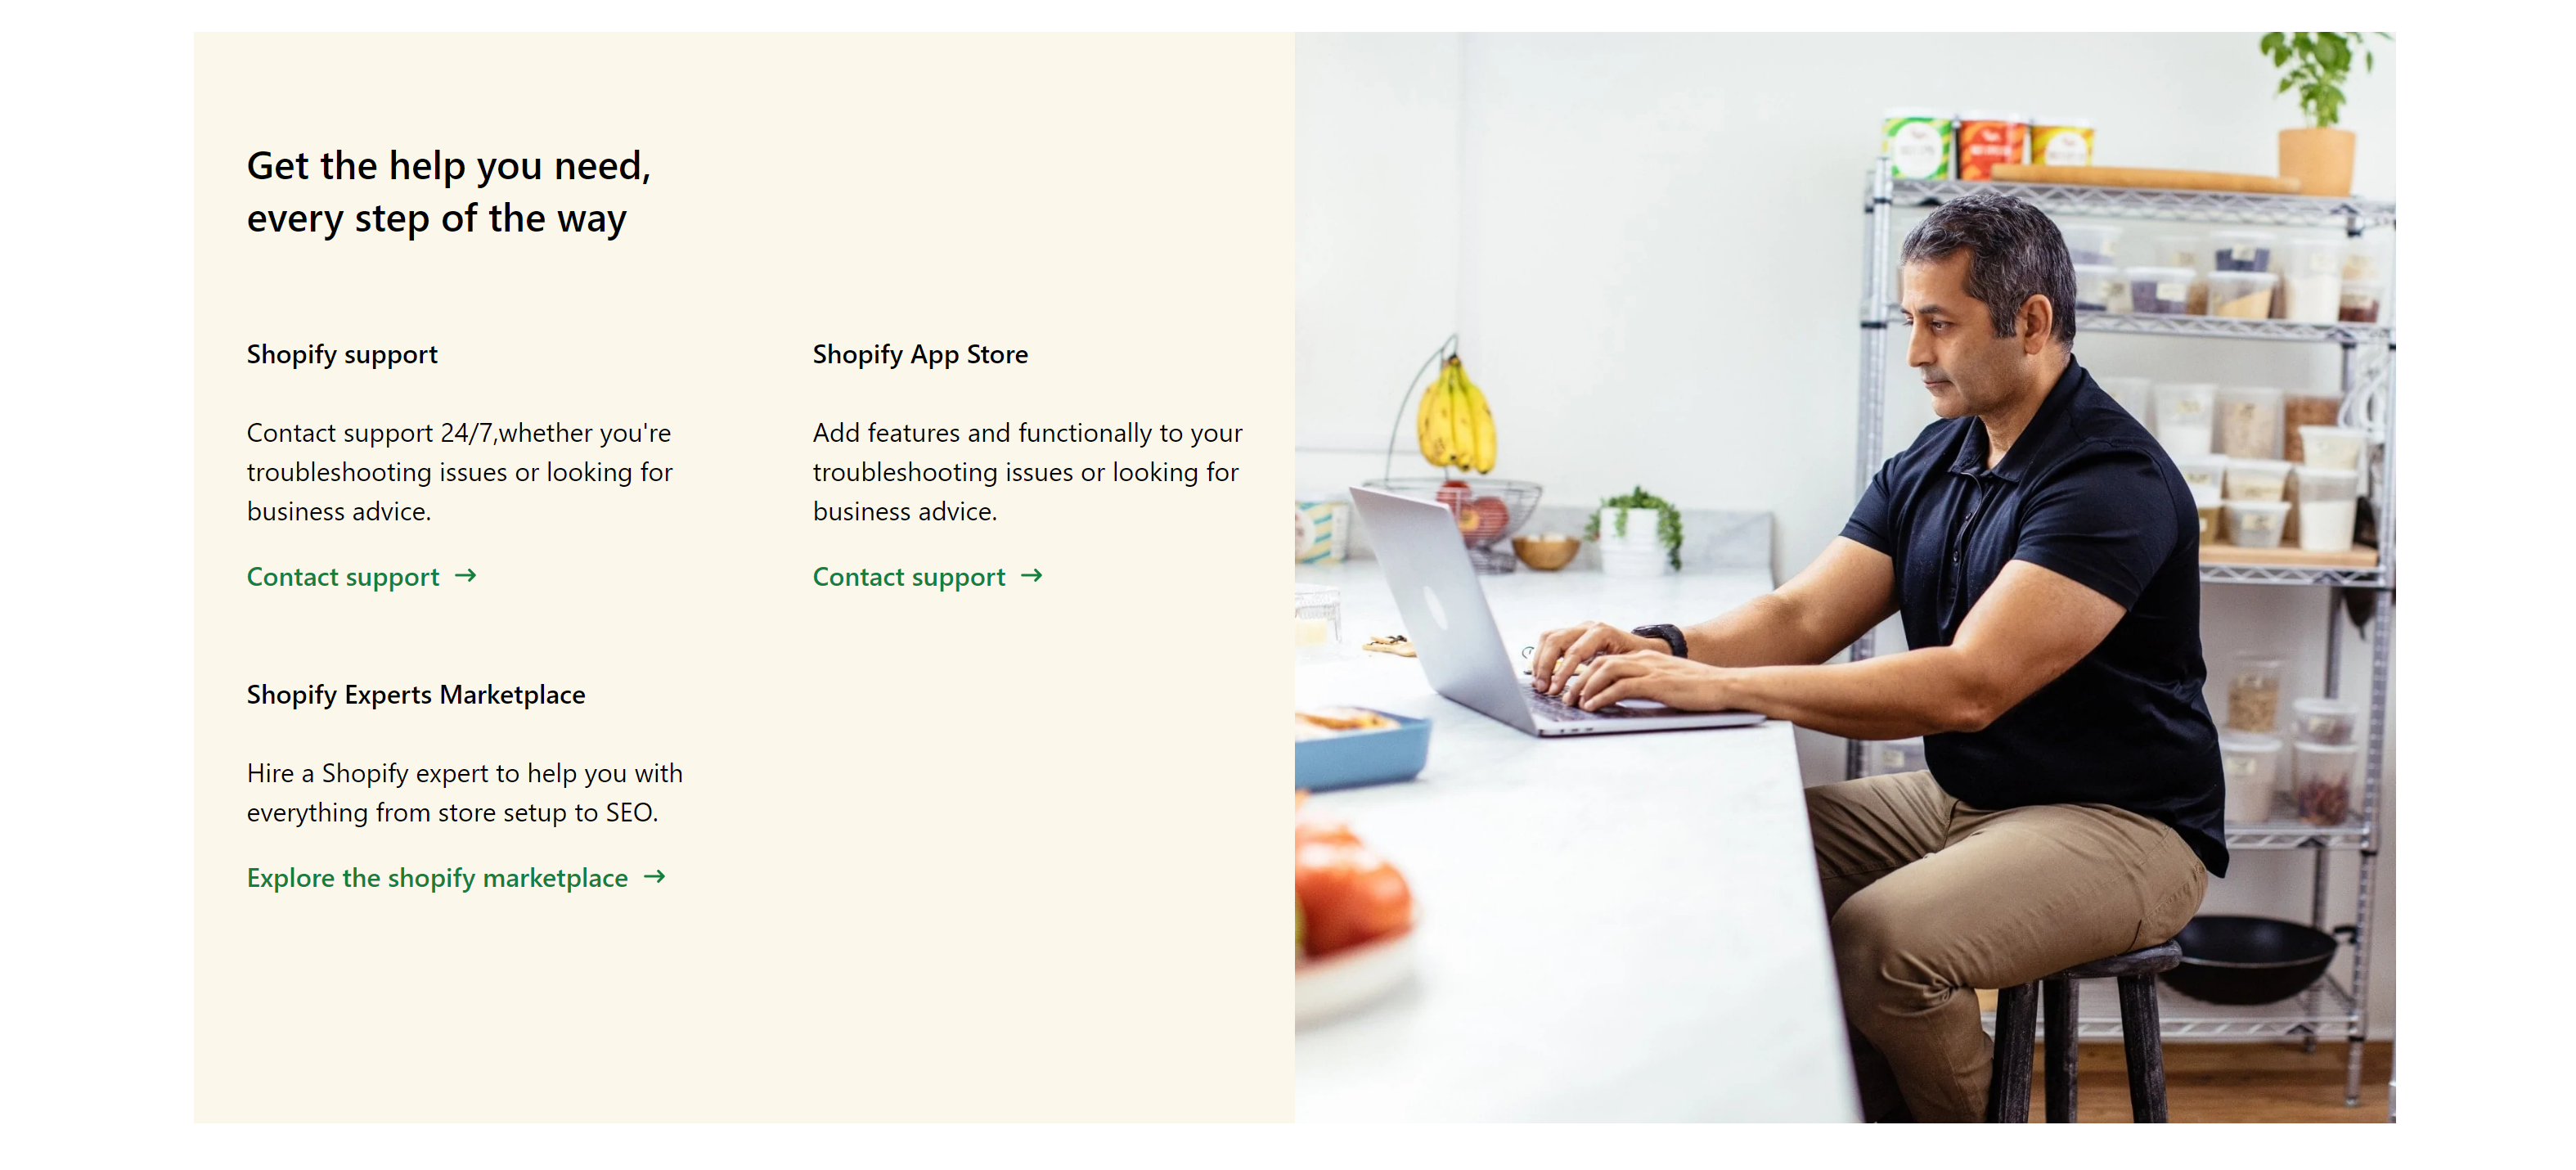 Get the help you need,
every step of the way
Shopify support
Contact support 24/7,whether you're
troubleshooting issues or looking for
business advice.
Contact support →
Shopify App Store
Add features and functionally to your
troubleshooting issues or looking for
business advice.
Contact support →
Shopify Experts Marketplace
Hire a Shopify expert to help you with
everything from store setup to SEO.
Explore the shopify marketplace →